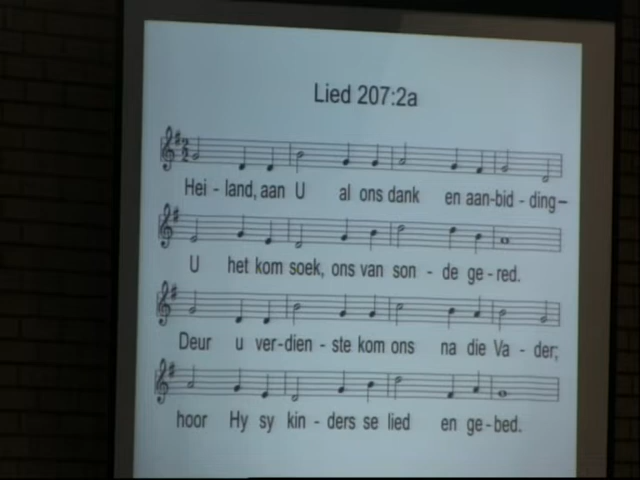 Lied 207:2a
Hei - land, aan U al ons dank en aan-bid - ding–
U het kom soek, ons van son - de ge-red.
Deur u ver-dien - ste kom ons na die Va - der;
hoor Hy sy kin - ders se lied en ge-bed.